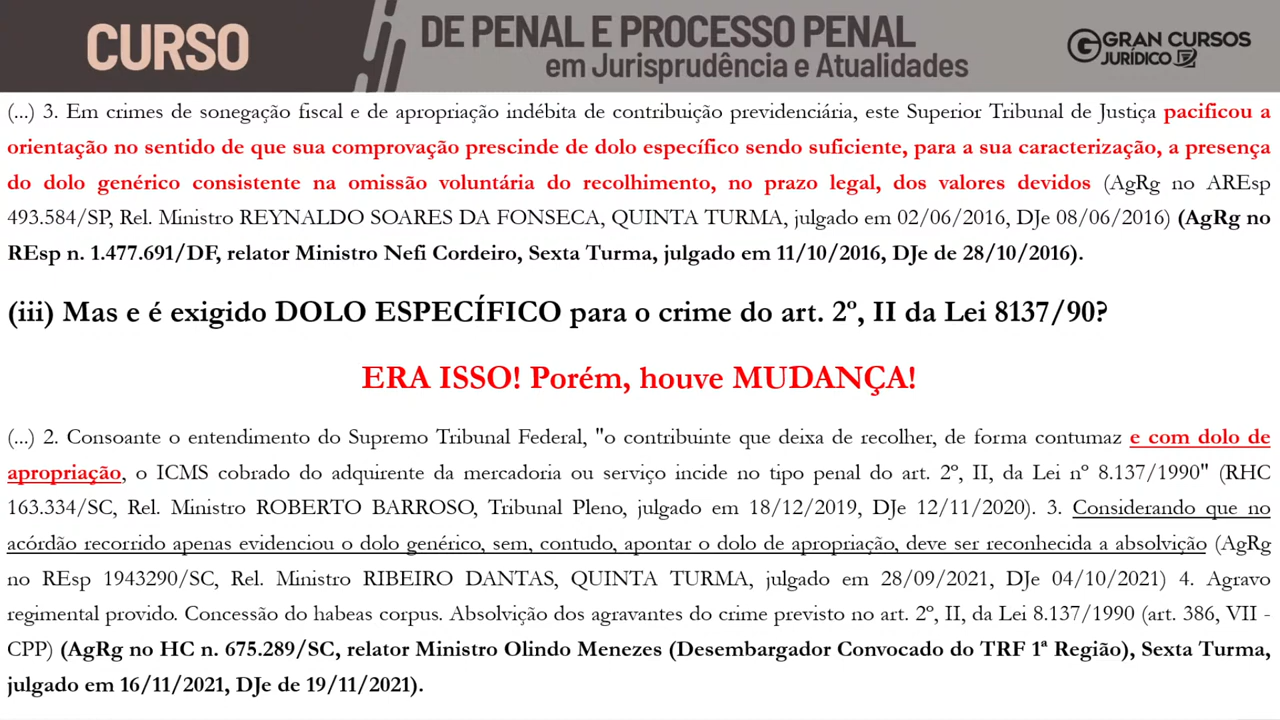 CURSO
DE PENAL E PROCESSO PENAL
em Jurisprudência e Atualidades
GRAN CURSOS
JURÍDICO
(...) 3. Em crimes de sonegação fiscal e de apropriação indébita de contribuição previdenciária, este Superior Tribunal de Justiça pacificou a
orientação no sentido de que sua comprovação prescinde de dolo específico sendo suficiente, para a sua caracterização, a presença
do dolo genérico consistente na omissão voluntária do recolhimento, no prazo legal, dos valores devidos (AgRg no AREsp
493.584/SP, Rel. Ministro REYNALDO SOARES DA FONSECA, QUINTA TURMA, julgado em 02/06/2016, DJe 08/06/2016) (AgRg no
REsp n. 1.477.691/DF, relator Ministro Nefi Cordeiro, Sexta Turma, julgado em 11/10/2016, DJe de 28/10/2016).
(iii) Mas e é exigido DOLO ESPECÍFICO para o crime do art. 2º, II da Lei 8137/90?
ERA ISSO! Porém, houve MUDANÇA!
(...) 2. Consoante o entendimento do Supremo Tribunal Federal, "o contribuinte que deixa de recolher, de forma contumaz e com dolo de
apropriação, o ICMS cobrado do adquirente da mercadoria ou serviço incide no tipo penal do art. 2º, II, da Lei nº 8.137/1990" (RHC
163.334/SC, Rel. Ministro ROBERTO BARROSO, Tribunal Pleno, julgado em 18/12/2019, DJe 12/11/2020). 3. Considerando que no
acórdão recorrido apenas evidenciou o dolo genérico, sem, contudo, apontar o dolo de apropriação, deve ser reconhecida a absolvição (AgRg
no REsp 1943290/SC, Rel. Ministro RIBEIRO DANTAS, QUINTA TURMA, julgado em 28/09/2021, DJe 04/10/2021) 4. Agravo
regimental provido. Concessão do habeas corpus. Absolvição dos agravantes do crime previsto no art. 2º, II, da Lei 8.137/1990 (art. 386, VII -
CPP) (AgRg no HC n. 675.289/SC, relator Ministro Olindo Menezes (Desembargador Convocado do TRF 1ª Região), Sexta Turma,
julgado em 16/11/2021, DJe de 19/11/2021).